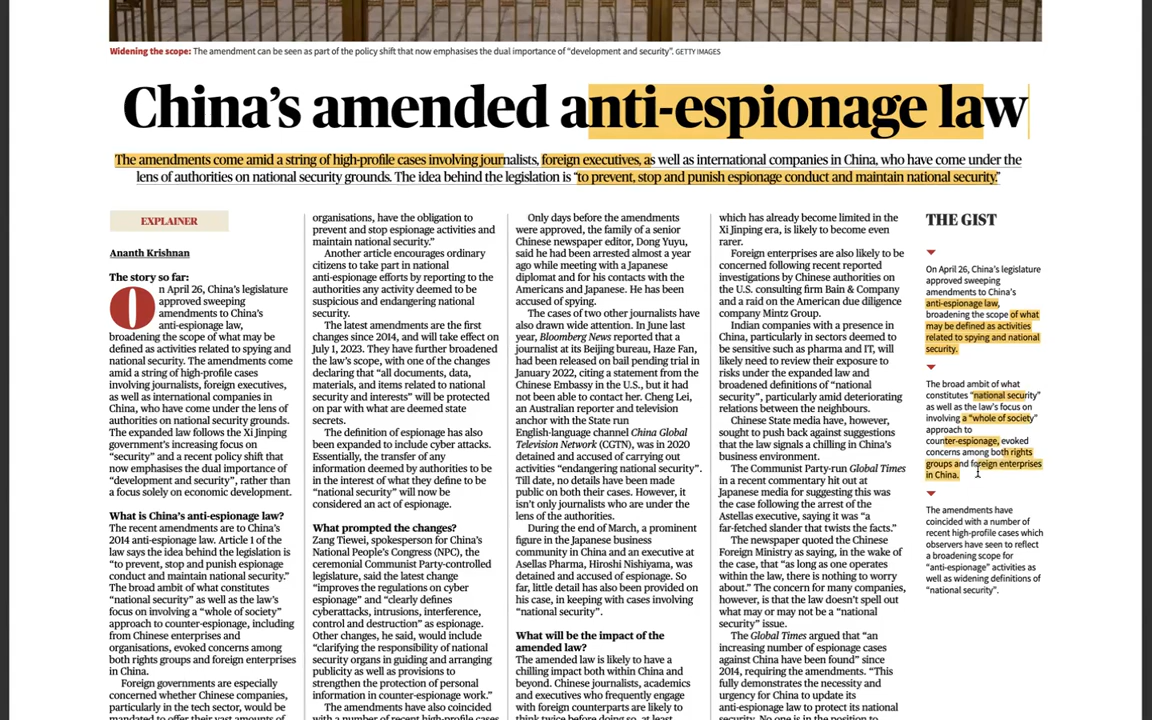 Widening the scope: The amendment can be seen as part of the policy shift that now emphasises the dual importance of "development and security". GETTY IMAGES
China's amended anti-espionage law
The amendments come amid a string of high-profile cases involving journalists, foreign executives, as well as international companies in China, who have come under the
lens of authorities on national security grounds. The idea behind the legislation is "to prevent, stop and punish espionage conduct and maintain national security."
EXPLAINER
Ananth Krishnan
The story so far:
On April 26, China's legislature
approved sweeping
amendments to China's
anti-espionage law,
broadening the scope of what may be
defined as activities related to spying and
national security. The amendments come
amid a string of high-profile cases
involving journalists, foreign executives,
as well as international companies in
China, who have come under the lens of
authorities on national security grounds.
The expanded law follows the Xi Jinping
government's increasing focus on
"security" and a recent policy shift that
now emphasises the dual importance of
"development and security", rather than
a focus solely on economic development.
What is China's anti-espionage law?
The recent amendments are to China's
2014 anti-espionage law. Article 1 of the
law says the idea behind the legislation is
"to prevent, stop and punish espionage
conduct and maintain national security."
The broad ambit of what constitutes
"national security" as well as the law's
focus on involving a "whole of society"
approach to counter-espionage, including
from Chinese enterprises and
organisations, evoked concerns among
both rights groups and foreign enterprises
in China.
Foreign governments are especially
concerned whether Chinese companies,
particularly in the tech sector, would be
mandated to offer their vast amounts of
organisations, have the obligation to
prevent and stop espionage activities and
maintain national security."
Another article encourages ordinary
citizens to take part in national
anti-espionage efforts by reporting to the
authorities any activity deemed to be
suspicious and endangering national
security.
The latest amendments are the first
changes since 2014, and will take effect on
July 1, 2023. They have further broadened
the law's scope, with one of the changes
declaring that "all documents, data,
materials, and items related to national
security and interests" will be protected
on par with what are deemed state
secrets.
The definition of espionage has also
been expanded to include cyber attacks.
Essentially, the transfer of any
information deemed by authorities to be
in the interest of what they define to be
"national security" will now be
considered an act of espionage.
What prompted the changes?
Zang Tiewei, spokesperson for China's
National People's Congress (NPC), the
ceremonial Communist Party-controlled
legislature, said the latest change
"improves the regulations on cyber
espionage" and "clearly defines
cyberattacks, intrusions, interference,
control and destruction" as espionage.
Other changes, he said, would include
"clarifying the responsibility of national
security organs in guiding and arranging
publicity as well as provisions to
strengthen the protection of personal
information in counter-espionage work."
The amendments have also coincided
with a number of recent high-profile cases
Only days before the amendments
were approved, the family of a senior
Chinese newspaper editor, Dong Yuyu,
said he had been arrested almost a year
ago while meeting with a Japanese
diplomat and for his contacts with the
Americans and Japanese. He has been
accused of spying.
The cases of two other journalists have
also drawn wide attention. In June last
year, Bloomberg News reported that a
journalist at its Beijing bureau, Haze Fan,
had been released on bail pending trial in
January 2022, citing a statement from the
Chinese Embassy in the U.S., but it had
not been able to contact her. Cheng Lei,
an Australian reporter and television
anchor with the State run
English-language channel China Global
Television Network (CGTN), was in 2020
detained and accused of carrying out
activities "endangering national security".
Till date, no details have been made
public on both their cases. However, it
isn't only journalists who are under the
lens of the authorities.
During the end of March, a prominent
figure in the Japanese business
community in China and an executive at
Asellas Pharma, Hiroshi Nishiyama, was
detained and accused of espionage. So
far, little detail has also been provided on
his case, in keeping with cases involving
"national security".
What will be the impact of the
amended law?
The amended law is likely to have a
chilling impact both within China and
beyond. Chinese journalists, academics
and executives who frequently engage
with foreign counterparts are likely to
think twice before doing so, at least
which has already become limited in the
Xi Jinping era, is likely to become even
rarer.
Foreign enterprises are also likely to be
concerned following recent reported
investigations by Chinese authorities on
the U.S. consulting firm Bain & Company
and a raid on the American due diligence
company Mintz Group.
Indian companies with a presence in
China, particularly in sectors deemed to
be sensitive such as pharma and IT, will
likely need to review their exposure to
risks under the expanded law and
broadened definitions of "national
security", particularly amid deteriorating
relations between the neighbours.
Chinese State media have, however,
sought to push back against suggestions
that the law signals a chilling in China's
business environment.
The Communist Party-run Global Times
in a recent commentary hit out at
Japanese media for suggesting this was
the case following the arrest of the
Astellas executive, saying it was "a
far-fetched slander that twists the facts."
The newspaper quoted the Chinese
Foreign Ministry as saying, in the wake of
the case, that "as long as one operates
within the law, there is nothing to worry
about." The concern for many companies,
however, is that the law doesn't spell out
what may or may not be a "national
security" issue.
The Global Times argued that "an
increasing number of espionage cases
against China have been found" since
2014, requiring the amendments. "This
fully demonstrates the necessity and
urgency for China to update its
anti-espionage law to protect its national
security. No one is in the position to
THE GIST
On April 26, China's legislature
approved sweeping
amendments to China's
anti-espionage law,
broadening the scope of what
may be defined as activities
related to spying and national
security.
The broad ambit of what
constitutes "national security"
as well as the law's focus on
involving a "whole of society"
approach to
counter-espionage, evoked
concerns among both rights
groups and foreign enterprises
in China.
The amendments have
coincided with a number of
recent high-profile cases which
observers have seen to reflect
a broadening scope for
"anti-espionage" activities as
well as widening definitions of
"national security".